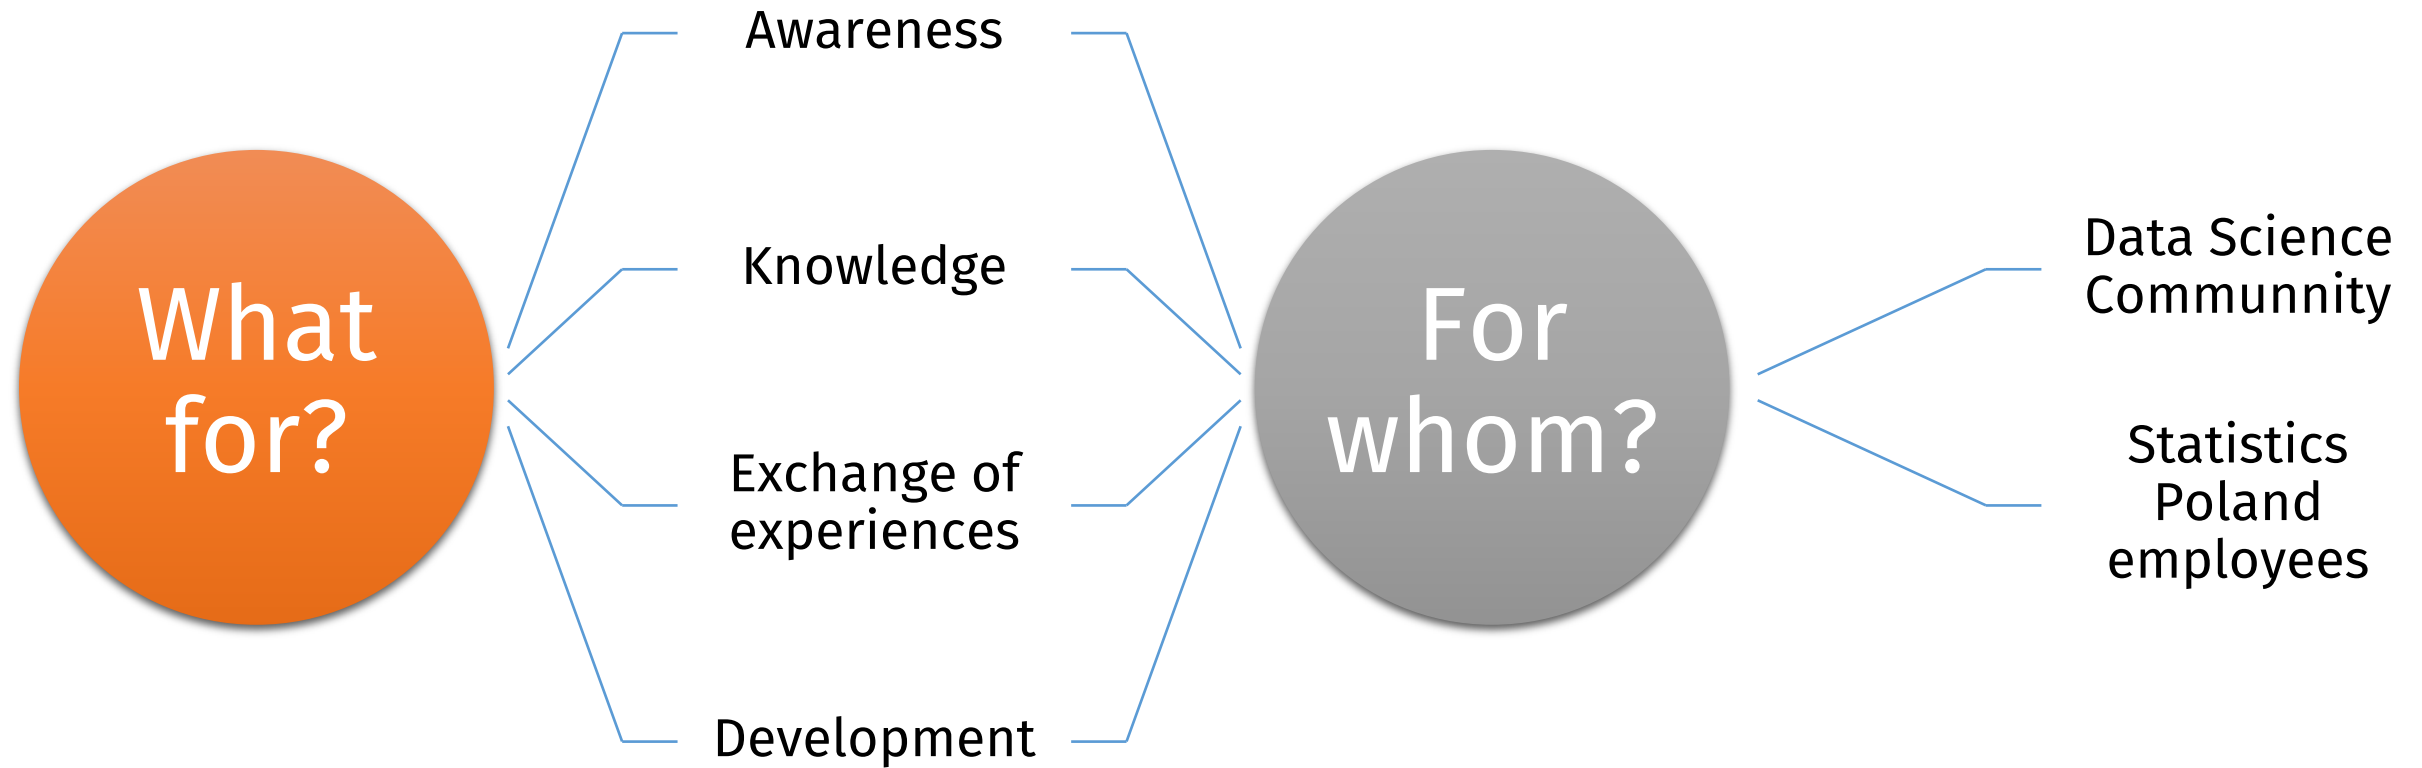 What
for?
Awareness
Knowledge
Exchange of
experiences
Development
For
whom?
Data Science
Communnity
Statistics
Poland
employees